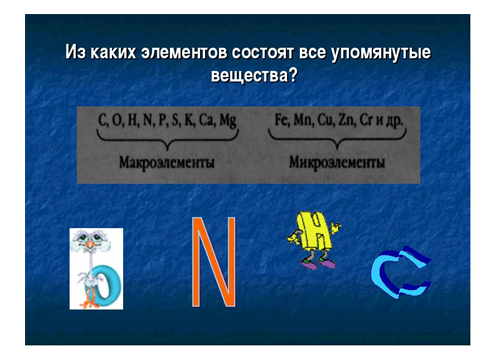 Из каких элементов состоят все упомянутые
вещества?
C, O, H, N, P, S, K, Ca, Mg Fe, Mn, Cu, Zn, Cr и др.
Макроэлементы Микроэлементы
O N H C